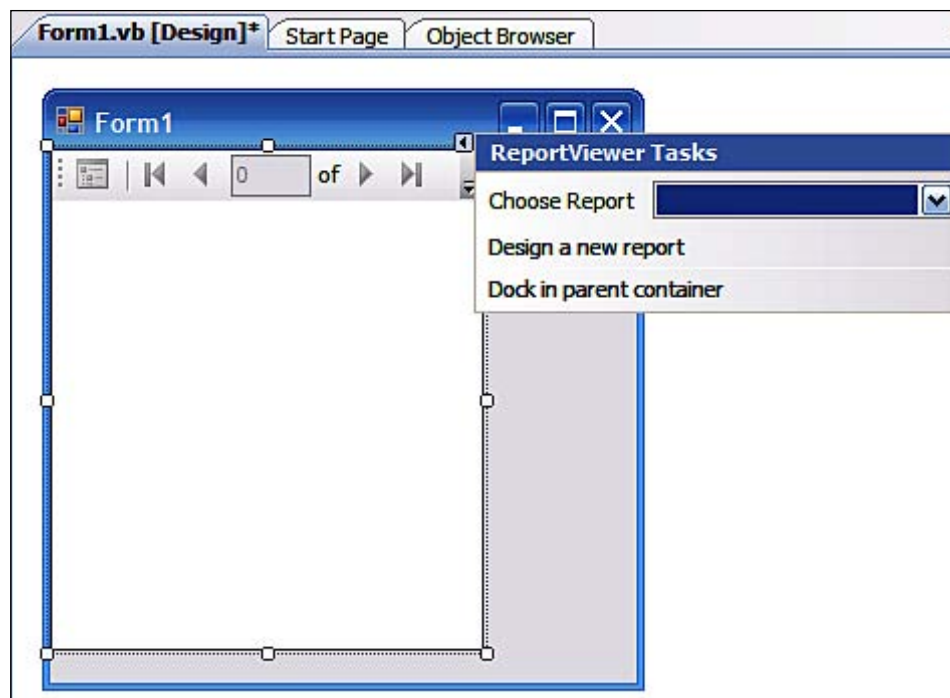 Form1.vb [Design]* Start Page Object Browser
Form1
ReportViewer Tasks
0 of
Choose Report
Design a new report
Dock in parent container